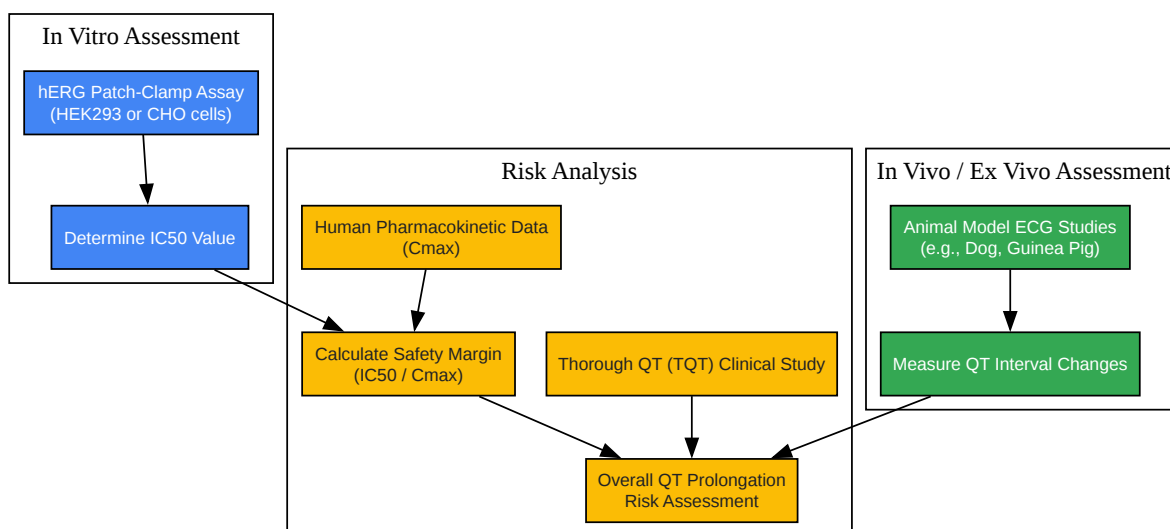 In Vitro Assessment
hERG Patch-Clamp Assay
(HEK293 or CHO cells)
Determine IC50 Value
Risk Analysis
Human Pharmacokinetic Data
(Cmax)
Calculate Safety Margin
(IC50 / Cmax)
Thorough QT (TQT) Clinical Study
Overall QT Prolongation
Risk Assessment
In Vivo / Ex Vivo Assessment
Animal Model ECG Studies
(e.g., Dog, Guinea Pig)
Measure QT Interval Changes